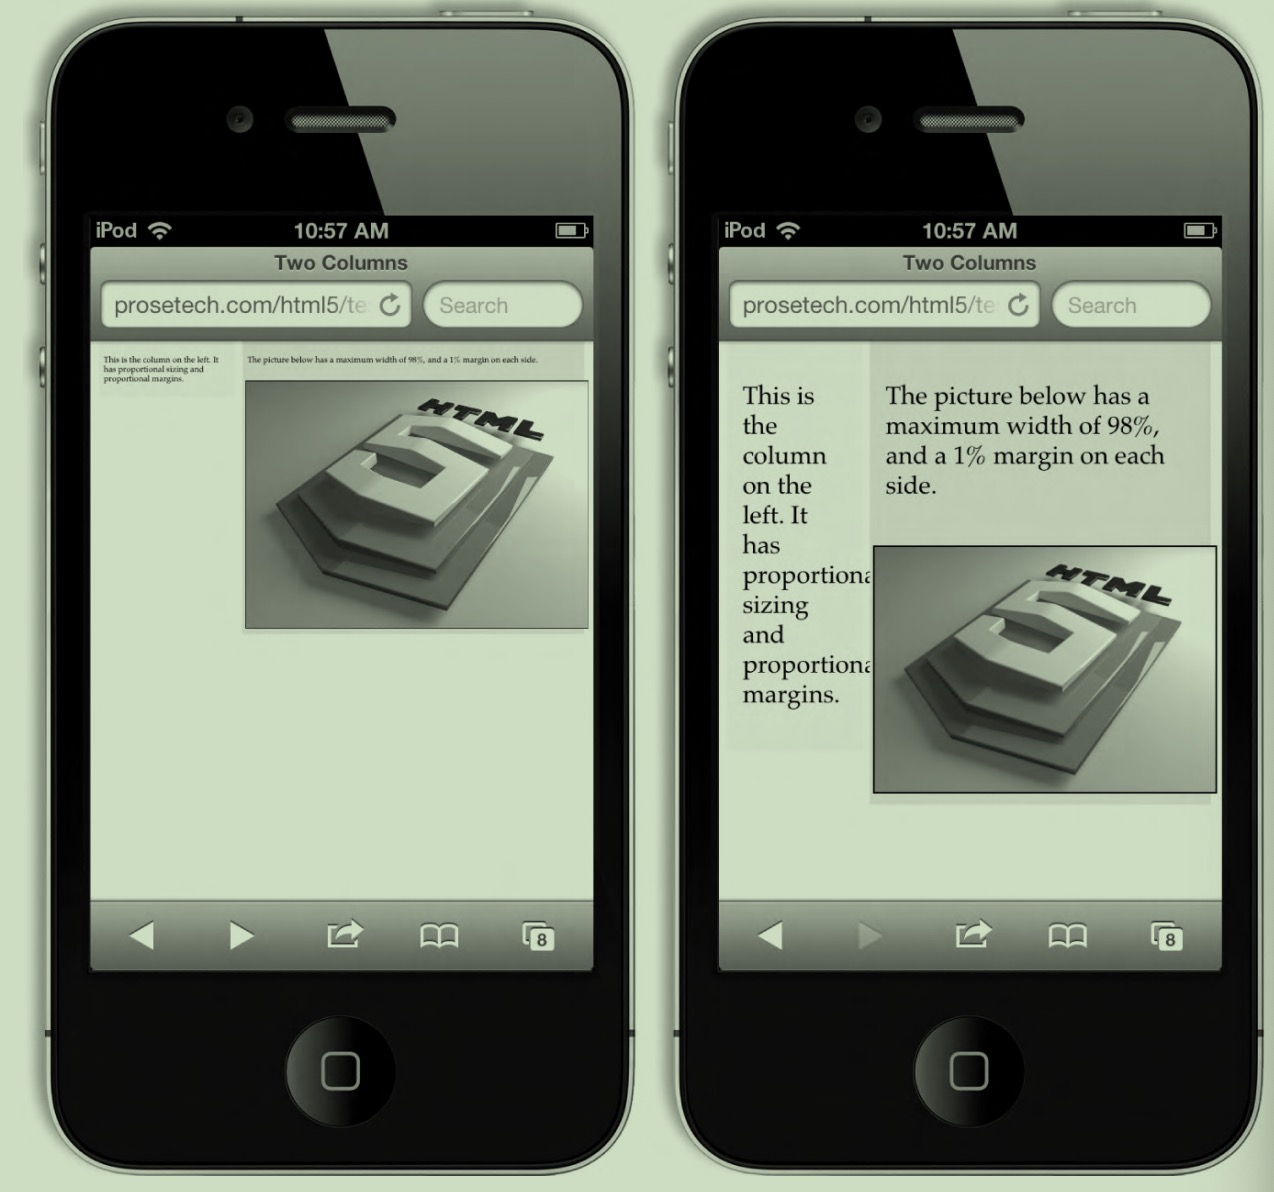 iPod
10:57 AM
Two Columns
prosetech.com/html5/te
Search
This is the column on the left. It
has proportional sizing and
proportional margins.
The picture below has a maximum width of 98%, and a 1% margin on each side.
HTML
5
8
iPod
10:57 AM
Two Columns
prosetech.com/html5/te
Search
This is
the
column
on the
left. It
has
proportiona
sizing
and
proportiona
margins.
The picture below has a
maximum width of 98%,
and a 1% margin on each
side.
HTML
5
8